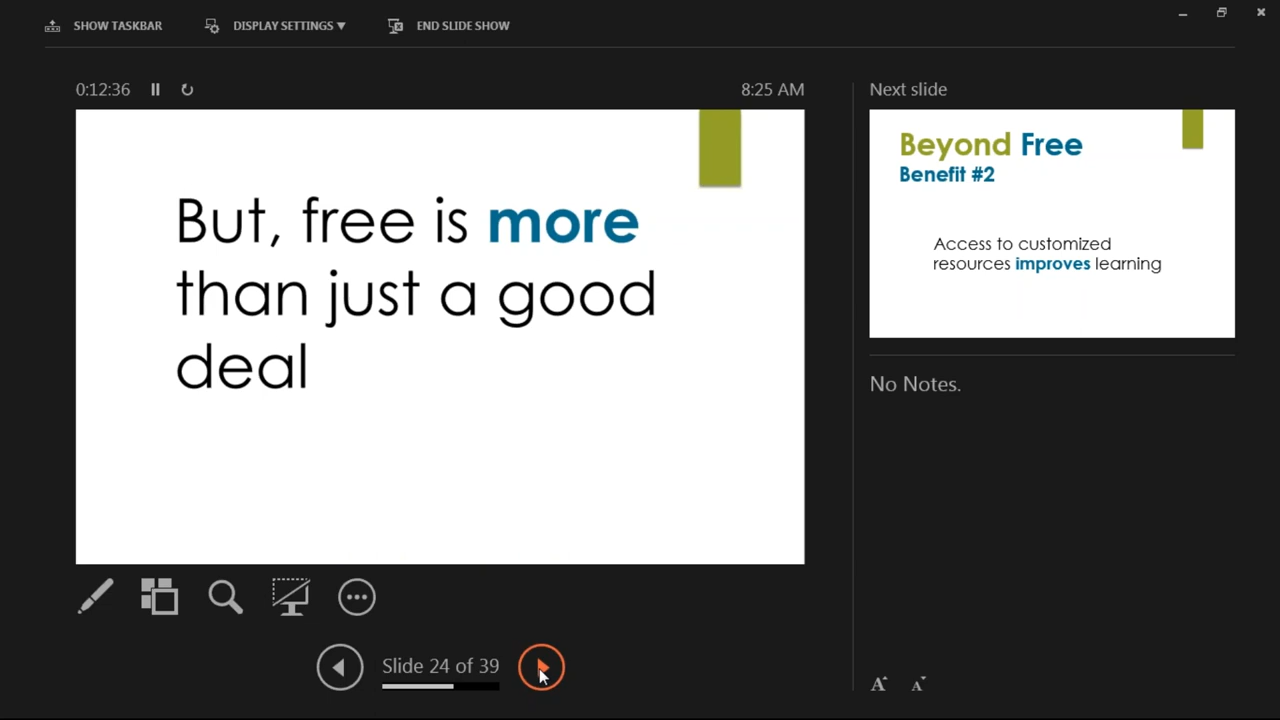 SHOW TASKBAR
DISPLAY SETTINGS ▼
END SLIDE SHOW
0:12:36
8:25 AM
But, free is more
than just a good
deal
Slide 24 of 39
Next slide
Beyond Free
Benefit #2
Access to customized
resources improves learning
No Notes.
A A